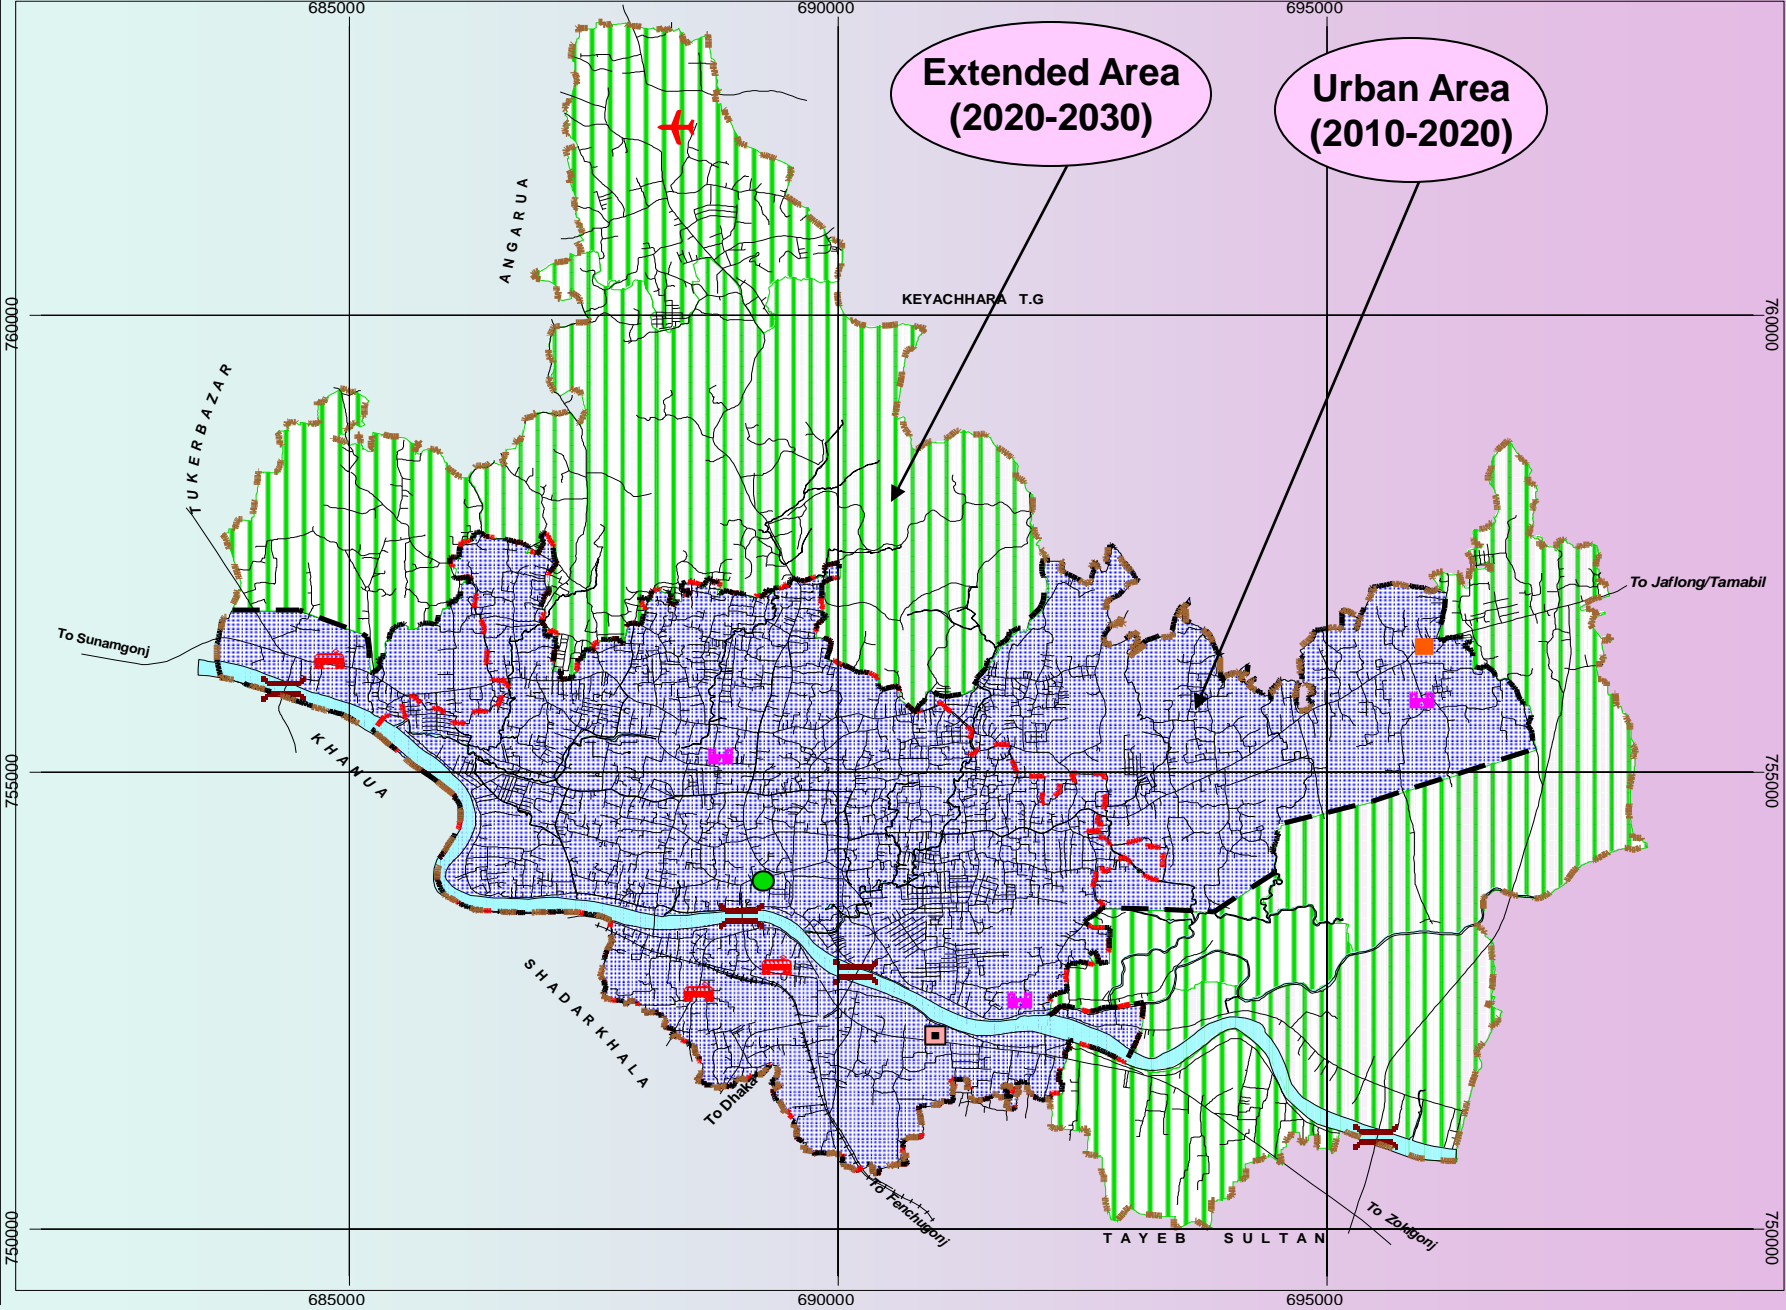 685000
690000
695000
Extended Area
(2020-2030)
Urban Area
(2010-2020)
ANGARUA
KEYACHHARA T.G
760000
760000
TUKERBAZAR
To Jaflong/Tamabil
To Sunamgonj
KHANUA
755000
755000
SHADARKHALA
To Dhaka
To Fenchugonj
To Zokigonj
TAYEB SULTAN
750000
750000
685000
690000
695000